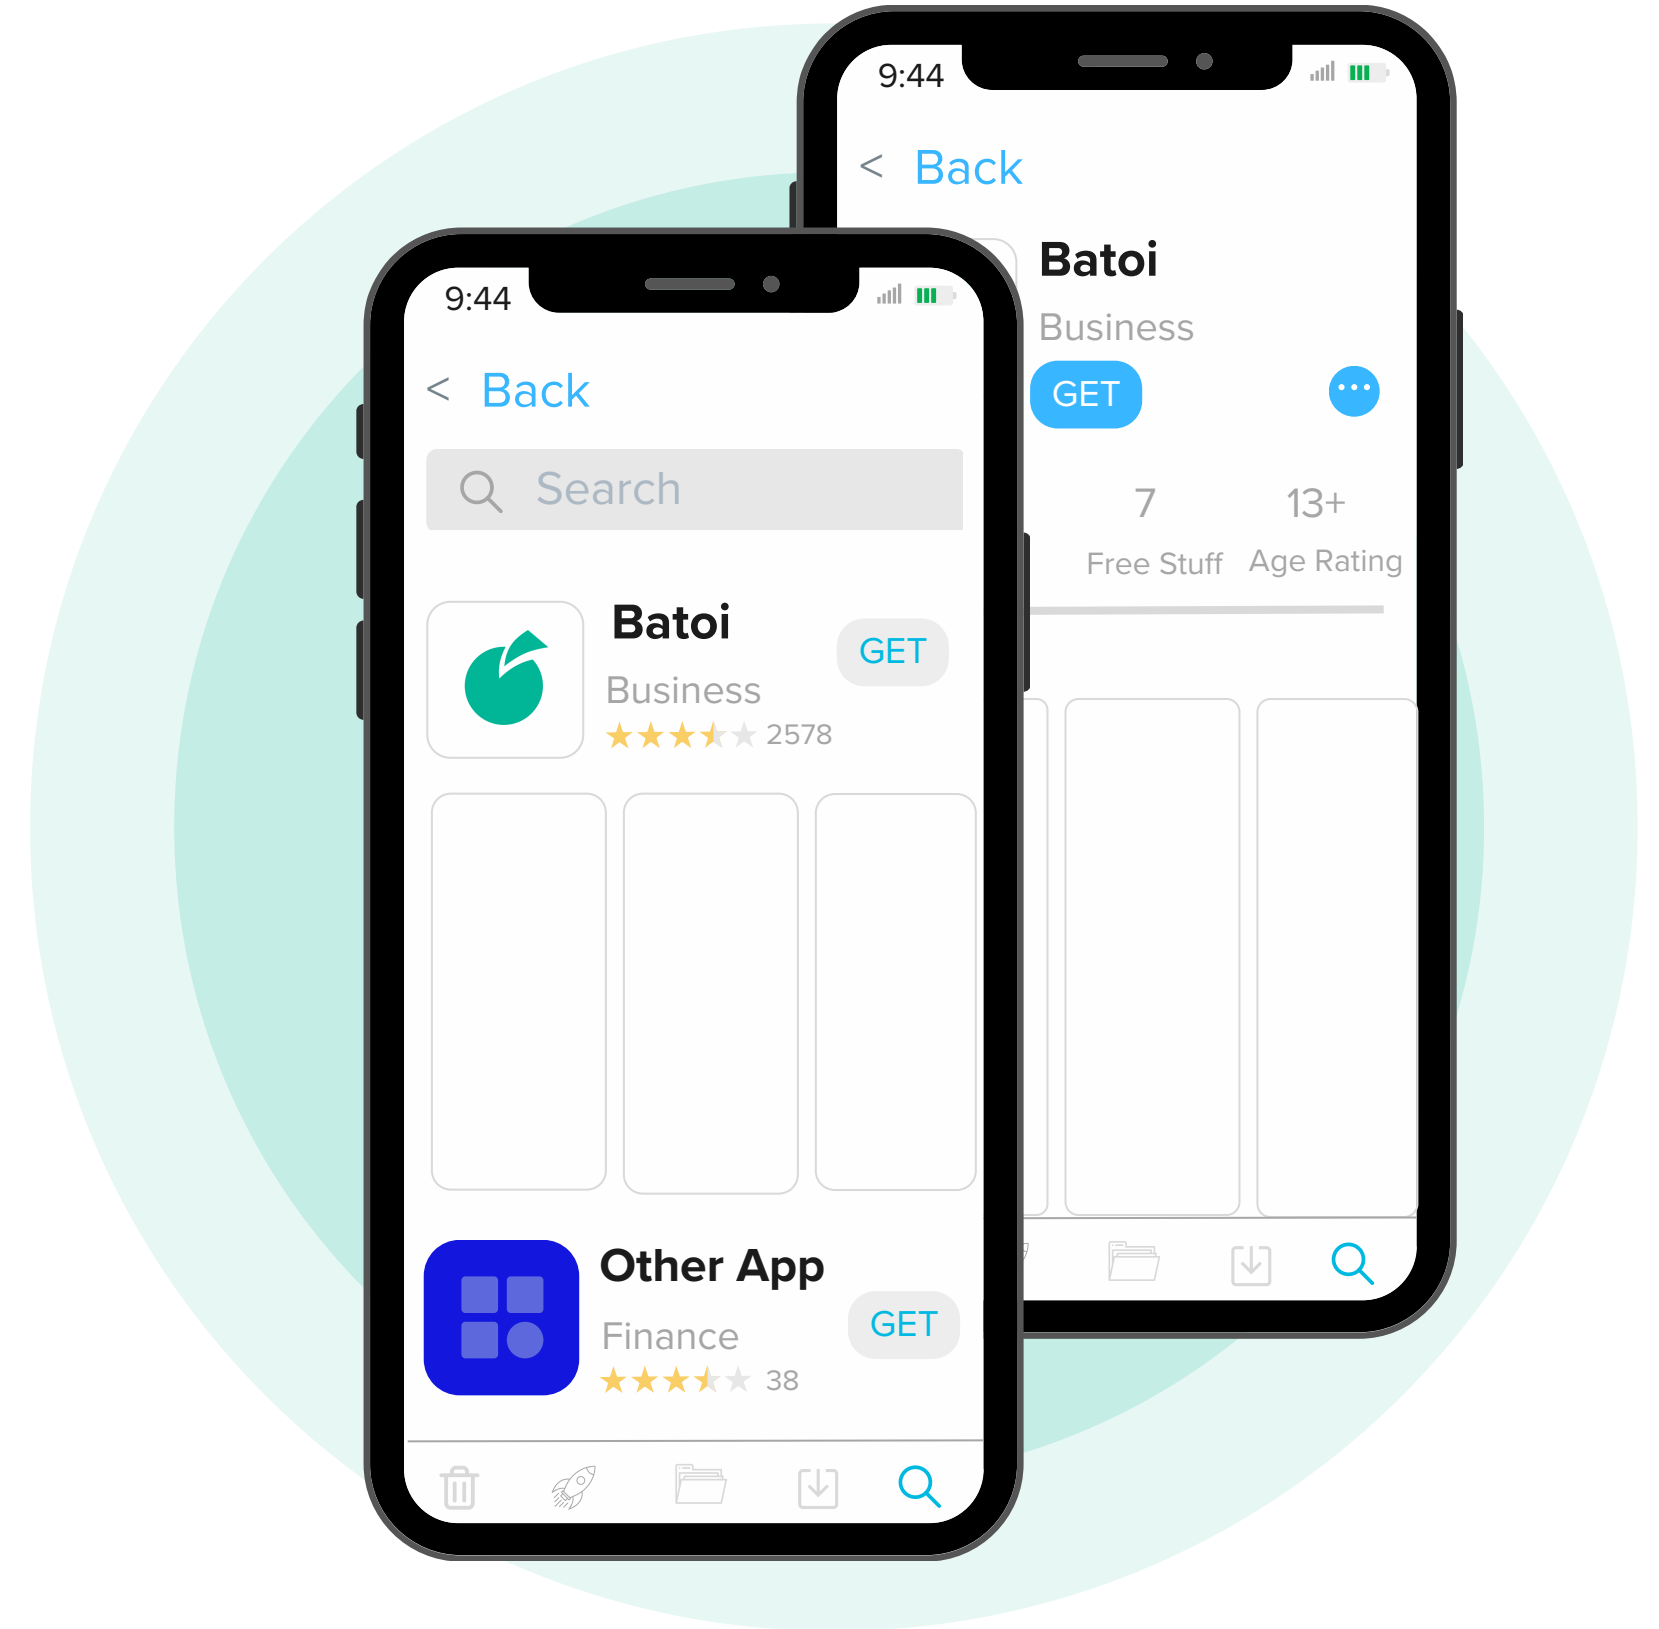 9:44
< Back
Search
Batoi
Business
2578
GET
Other App
Finance
38
GET
9:44
< Back
Batoi
Business
GET
7
Free Stuff
13+
Age Rating